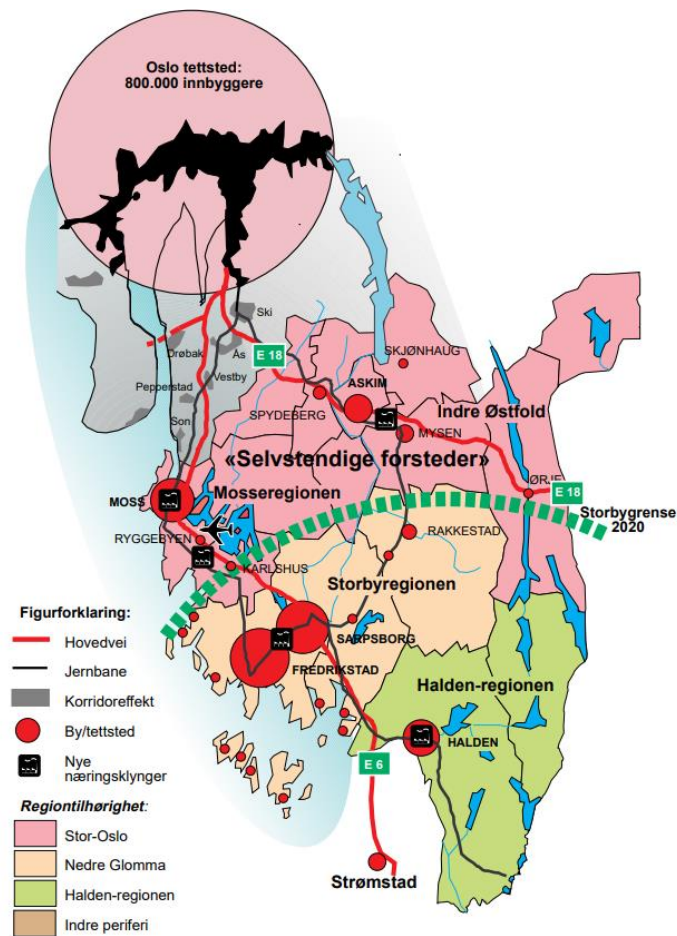 Oslo tettsted:
800.000 innbyggere
Ski
Drøbak
Ås
E 18
Vestby
Pepperstad
Son
SKJØNHAUG
ASKIM
SPYDEBERG
Indre Østfold
MYSEN
«Selvstendige forsteder»
ØRJE
E 18
MOSS
Mosseregionen
Storbygrense
2020
RYGGEBYEN
RAKKESTAD
KARLSHUS
Storbyregionen
SARPSBORG
FREDRIKSTAD
Halden-regionen
HALDEN
E 6
Strømstad
Figurforklaring:
Hovedvei
Jernbane
Korridoreffekt
By/tettsted
Nye
næringsklynger
Regiontilhørighet:
Stor-Oslo
Nedre Glomma
Halden-regionen
Indre periferi